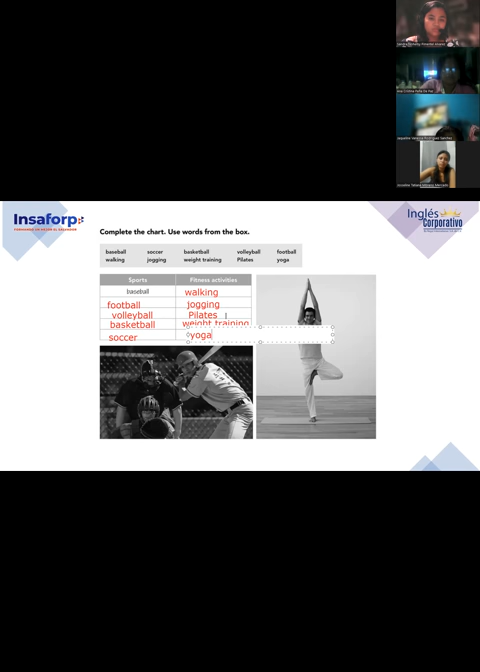 Insaforp
Inglés
Corporativo
Complete the chart. Use words from the box.
baseball soccer basketball volleyball football
walking jogging weight training Pilates yoga
Sports Fitness activities
baseball walking
football jogging
volleyball Pilates
basketball weight training
soccer yoga